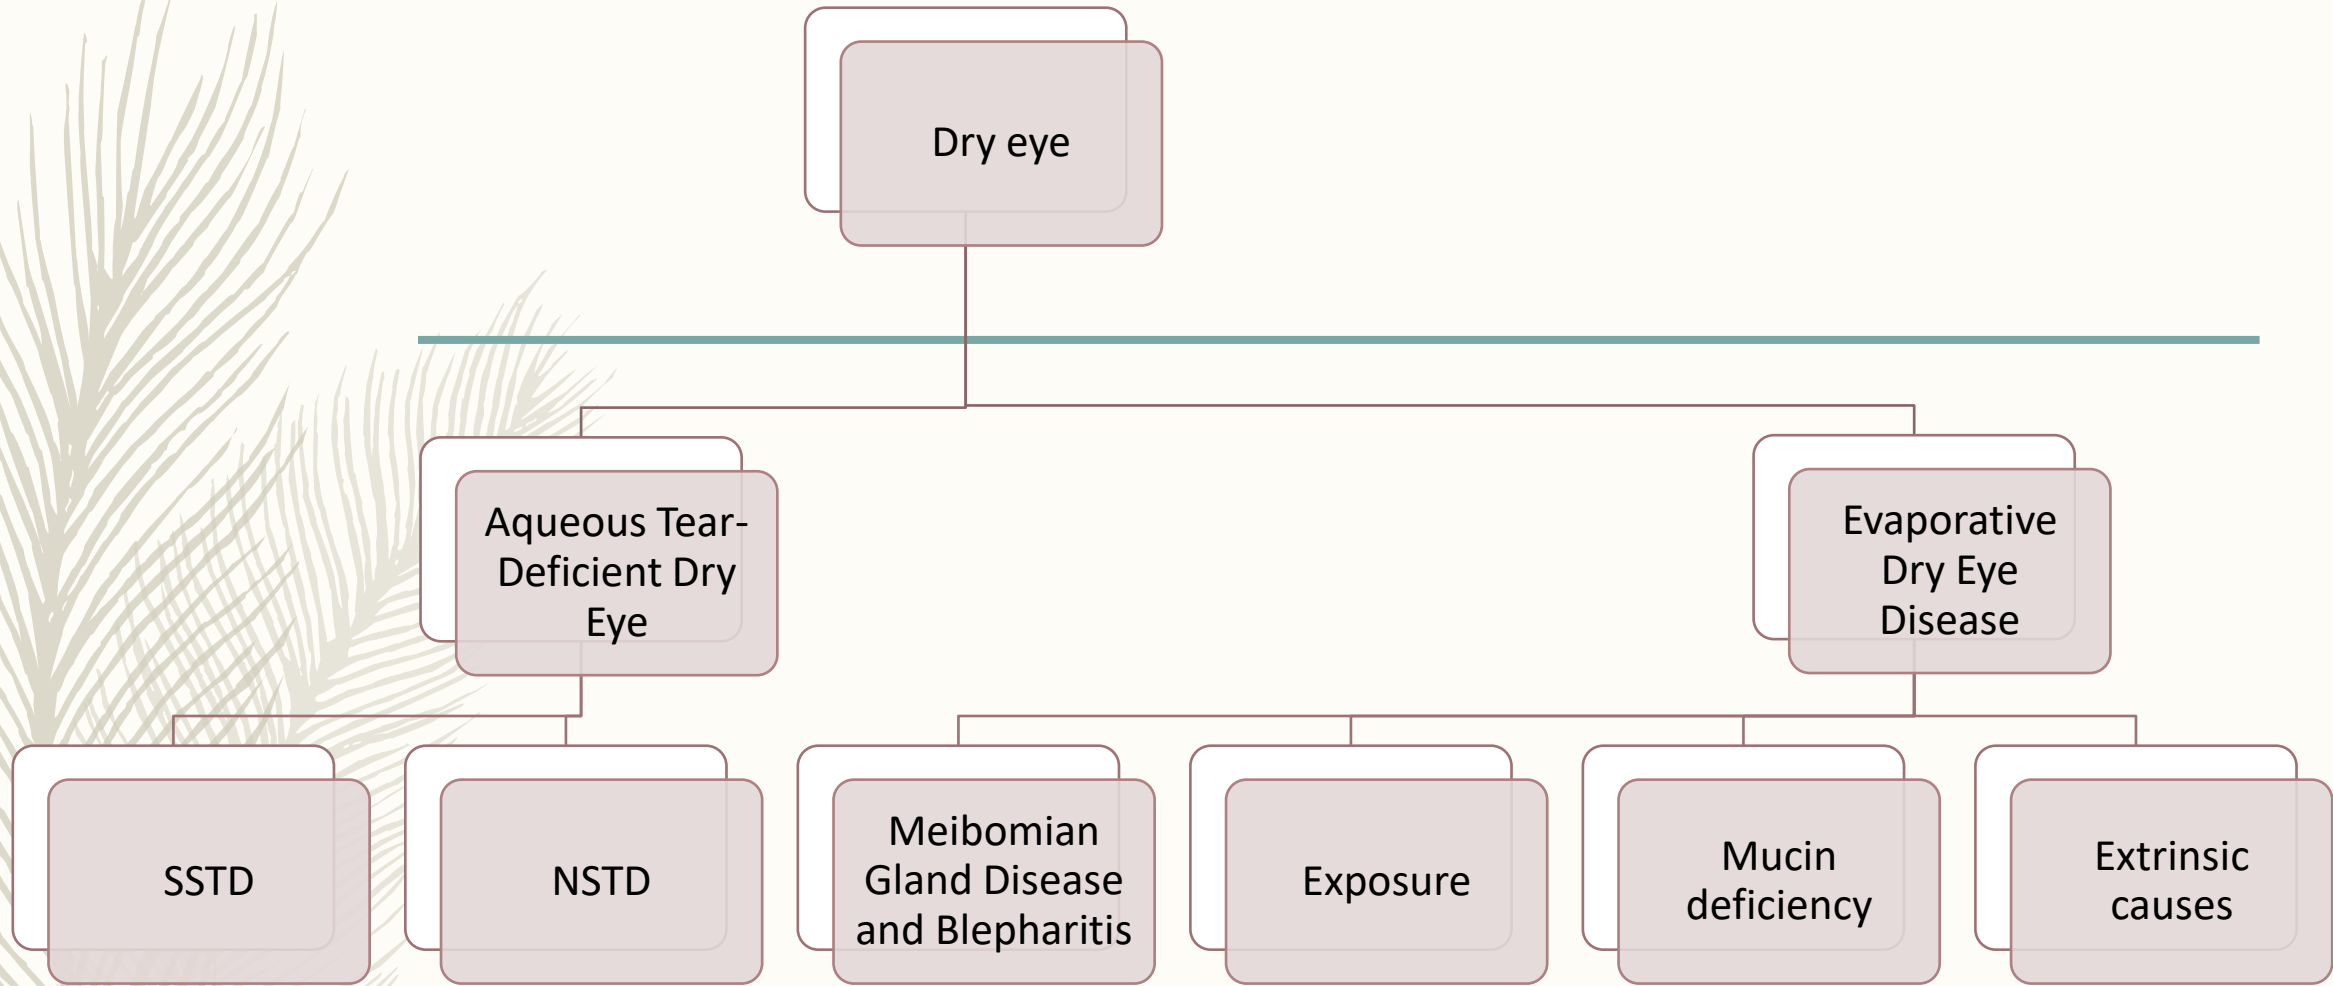 Dry eye
Aqueous Tear-
Deficient Dry
Eye
Evaporative
Dry Eye
Disease
SSTD
NSTD
Meibomian
Gland Disease
and Blepharitis
Exposure
Mucin
deficiency
Extrinsic
causes